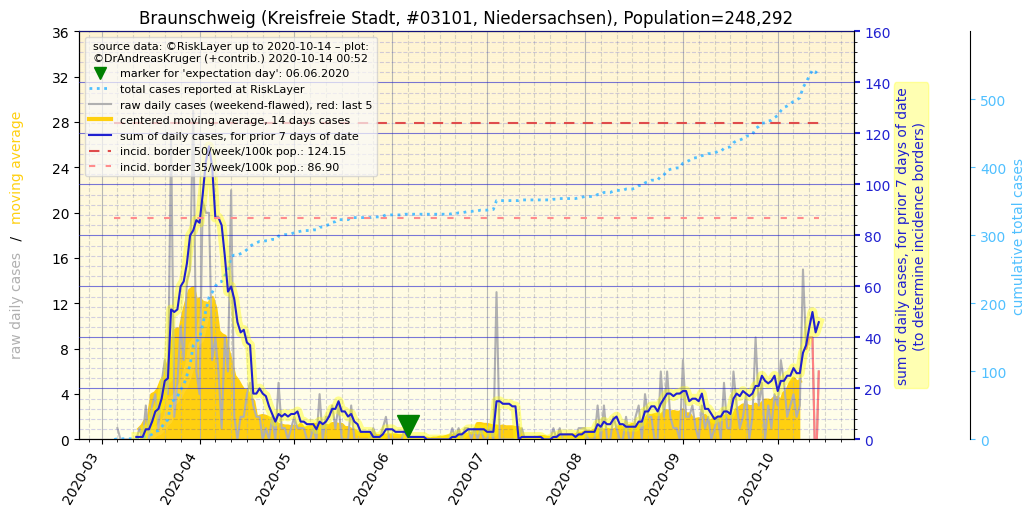 Braunschweig (Kreisfreie Stadt, #03101, Niedersachsen), Population=248,292
source data: ©RiskLayer up to 2020-10-14 – plot:
©DrAndreasKruger (+contrib.) 2020-10-14 00:52
marker for 'expectation day': 06.06.2020
total cases reported at RiskLayer
raw daily cases (weekend-flawed), red: last 5
centered moving average, 14 days cases
sum of daily cases, for prior 7 days of date
incid. border 50/week/100k pop.: 124.15
incid. border 35/week/100k pop.: 86.90
raw daily cases / moving average
36
32
28
24
20
16
12
8
4
0
160
140
120
100
80
60
40
20
0
sum of daily cases, for prior 7 days of date
(to determine incidence borders)
500
400
300
200
100
0
cumulative total cases
2020-03
2020-04
2020-05
2020-06
2020-07
2020-08
2020-09
2020-10